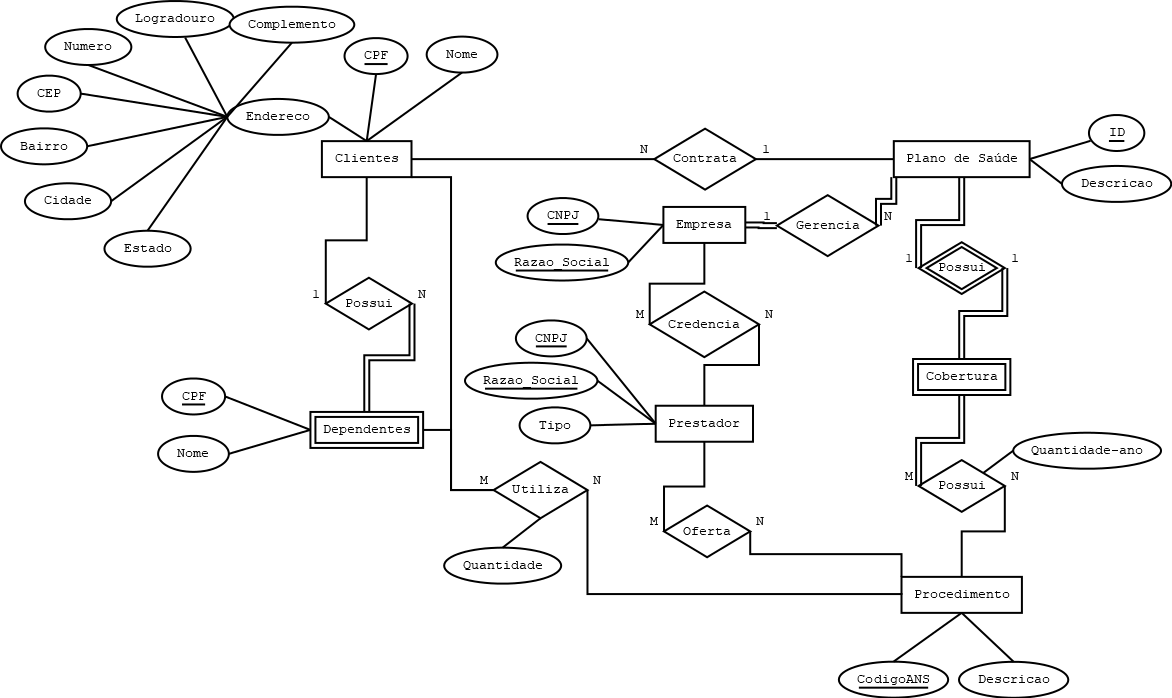 Logradouro
Complemento
Numero
CPF
Nome
CEP
Endereco
ID
Bairro
Clientes
N
Contrata
1
Plano de Saúde
Descricao
Cidade
CNPJ
Empresa
1
Gerencia
N
Estado
Razao_Social
1
Possui
1
1
Possui
N
M
Credencia
N
CNPJ
Razao_Social
Cobertura
CPF
Tipo
Prestador
Dependentes
Nome
Quantidade-ano
M
Utiliza
N
M
Possui
N
M
Oferta
N
Quantidade
Procedimento
CodigoANS
Descricao